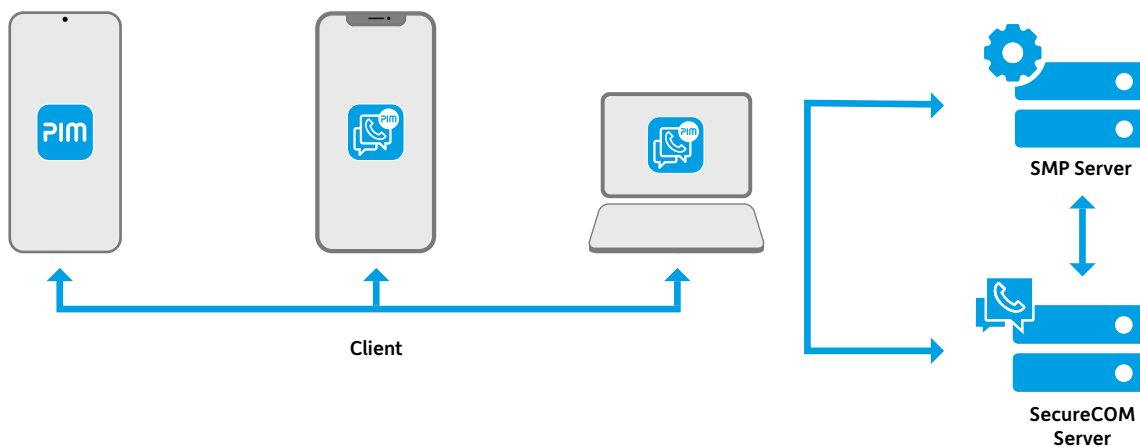 PIM
PIM
PIM
SMP Server
Client
SecureCOM
Server